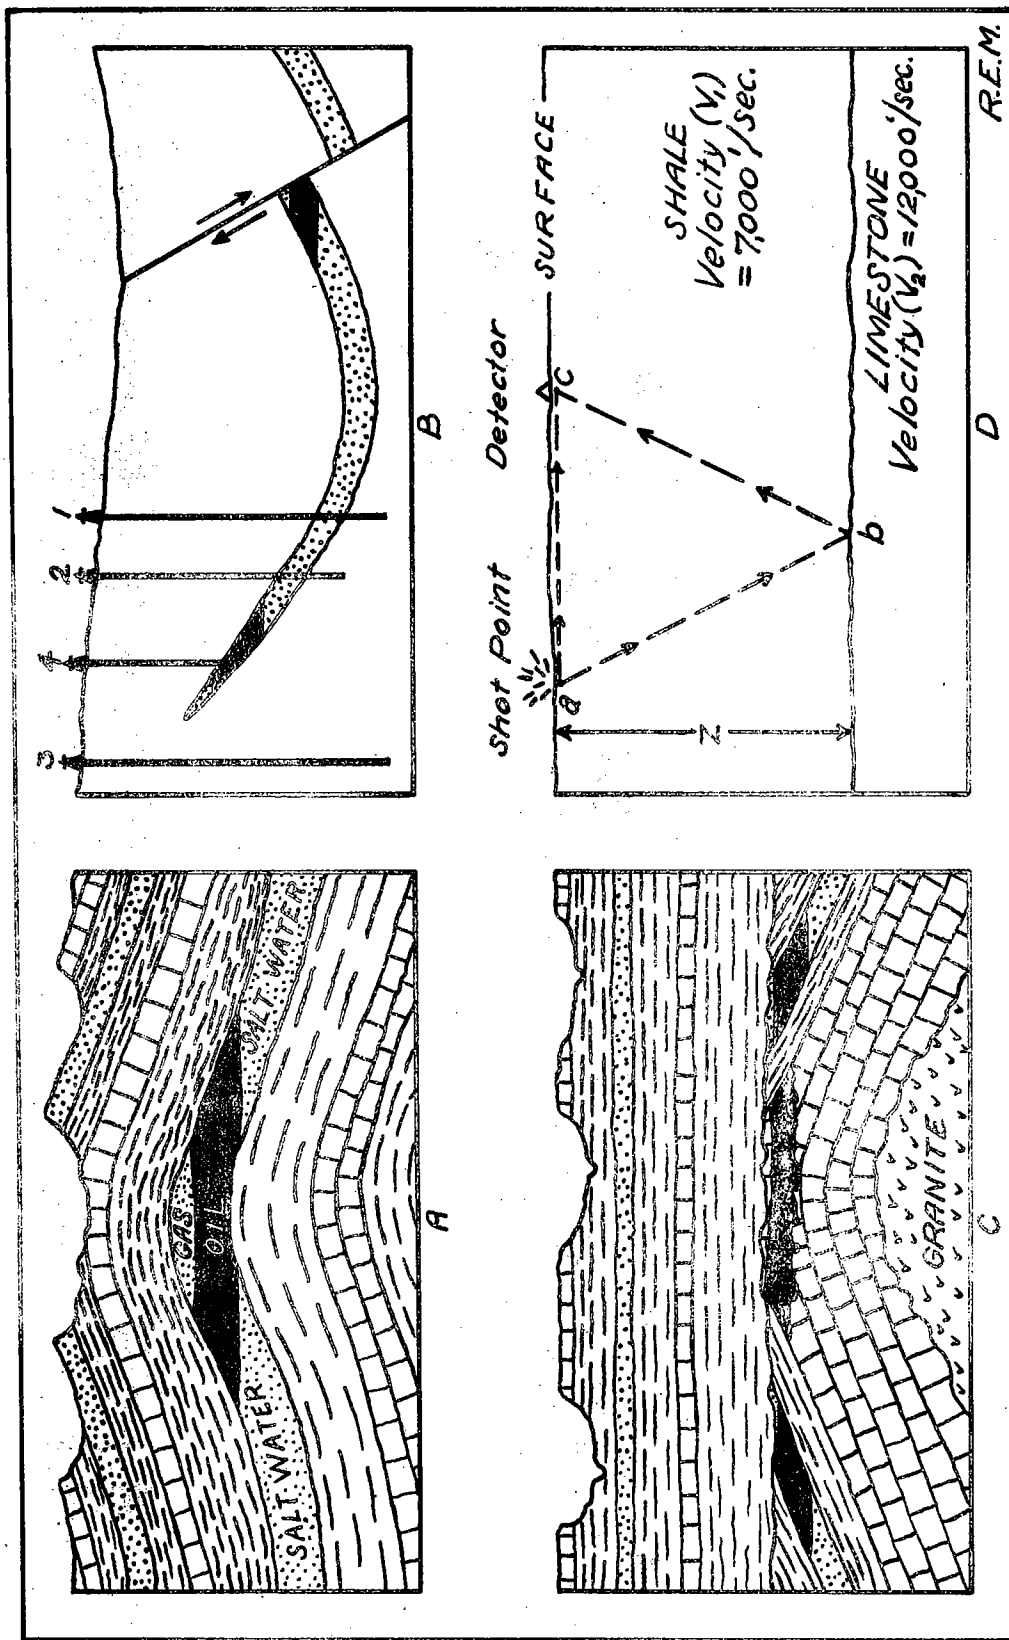 GAS
OIL
SALT WATER
SALT WATER
A
3
4
2
1
B
GRANITE
C
Shot Point
Detector
SURFACE
a
c
Z
b
SHALE
Velocity (V₁)
= 7,000'/sec.
LIMESTONE
Velocity (V₂) = 12,000'/sec.
D
R.E.M.